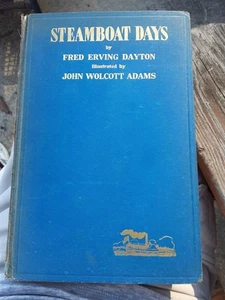 STEAMBOAT DAYS
by
FRED ERVING DAYTON
Illustrated by
JOHN WOLCOTT ADAMS